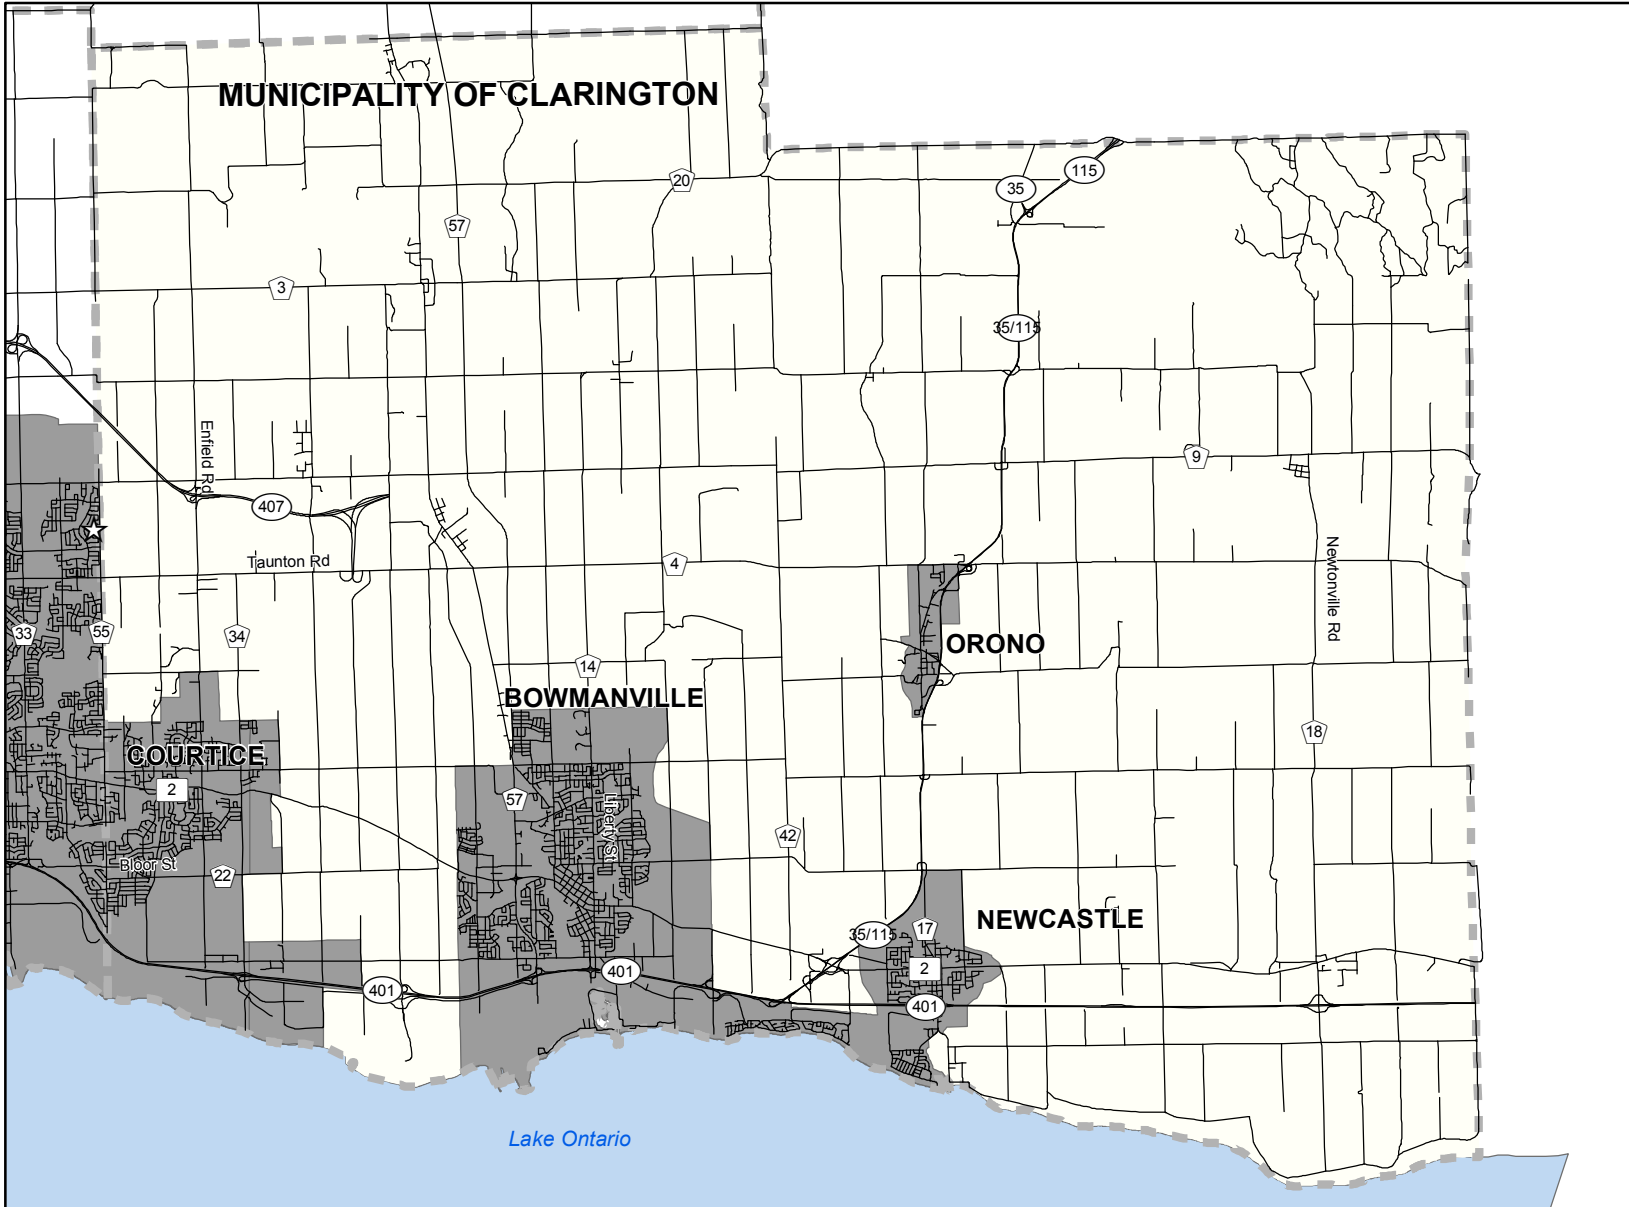 MUNICIPALITY OF CLARINGTON
115
20
35
57
3
35/115
Enfield Rd
9
407
Taunton Rd
4
Newtonville Rd
33
55
34
ORONO
14
BOWMANVILLE
18
COURTICE
2
57
Liberty St
42
Bloor St
22
NEWCASTLE
35/115
17
2
401
401
401
Lake Ontario